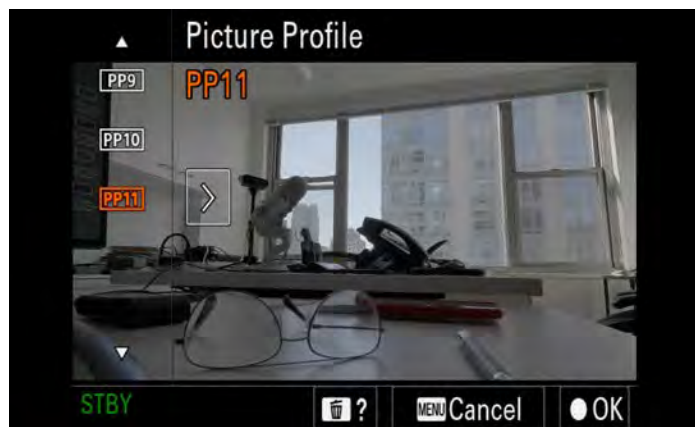 Picture Profile
PP9
PP11
PP10
PP11
STBY
?
MENU Cancel
OK